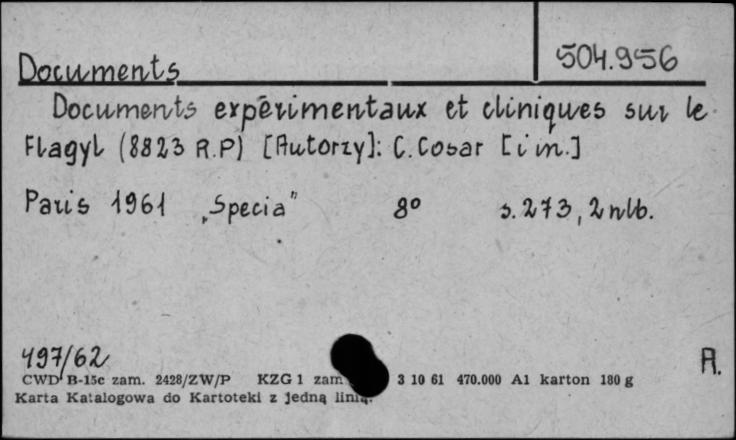 504.956
Documents
Documents expérimentaux et cliniques sur le
Flagyl (8823 R.P) [Autorzy]: C. Cosar [i in.]
Paris 1961 „Specia" 8° s. 273, 2 nlb.
497/62
A.
CWD B-15c zam. 2428/ZW/P KZG 1 zam 3 10 61 470.000 A1 karton 180 g
Karta Katalogowa do Kartoteki z jedną linią.